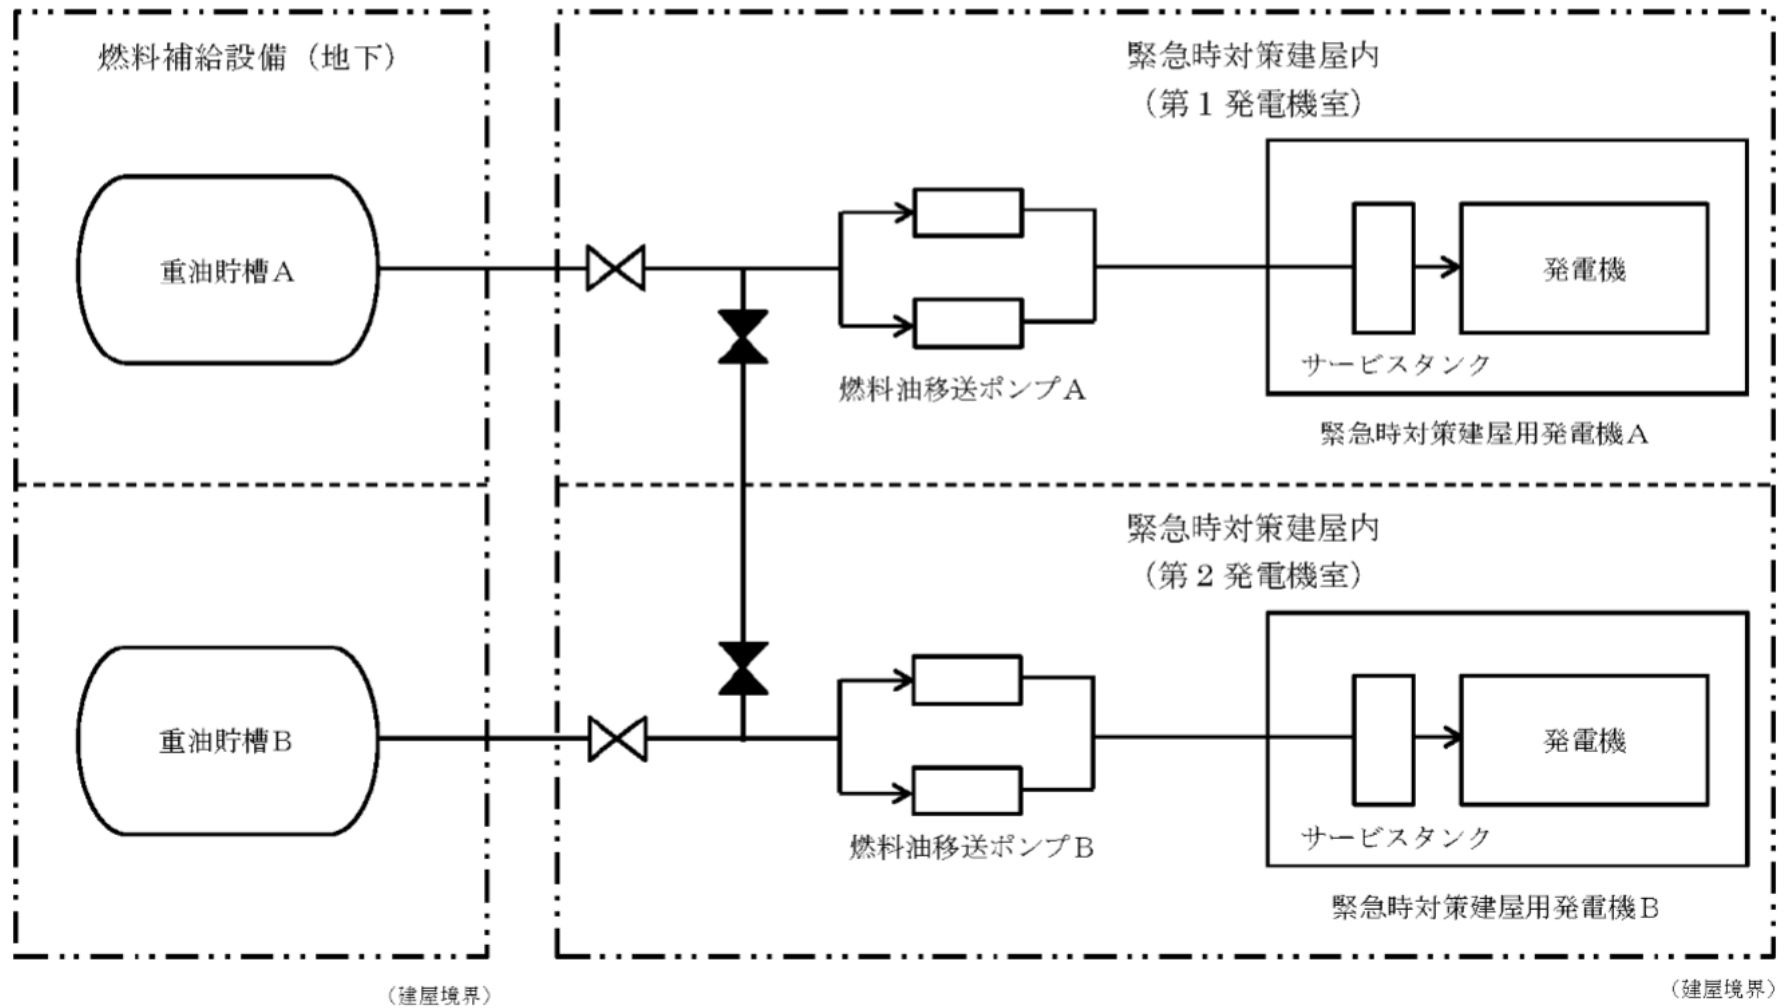 燃料補給設備（地下）
緊急時対策建屋内
（第１発電機室）
重油貯槽Ａ
発電機
サービスタンク
燃料油移送ポンプＡ
緊急時対策建屋用発電機Ａ
緊急時対策建屋内
（第２発電機室）
重油貯槽Ｂ
発電機
サービスタンク
燃料油移送ポンプＢ
緊急時対策建屋用発電機Ｂ
（建屋境界）
（建屋境界）